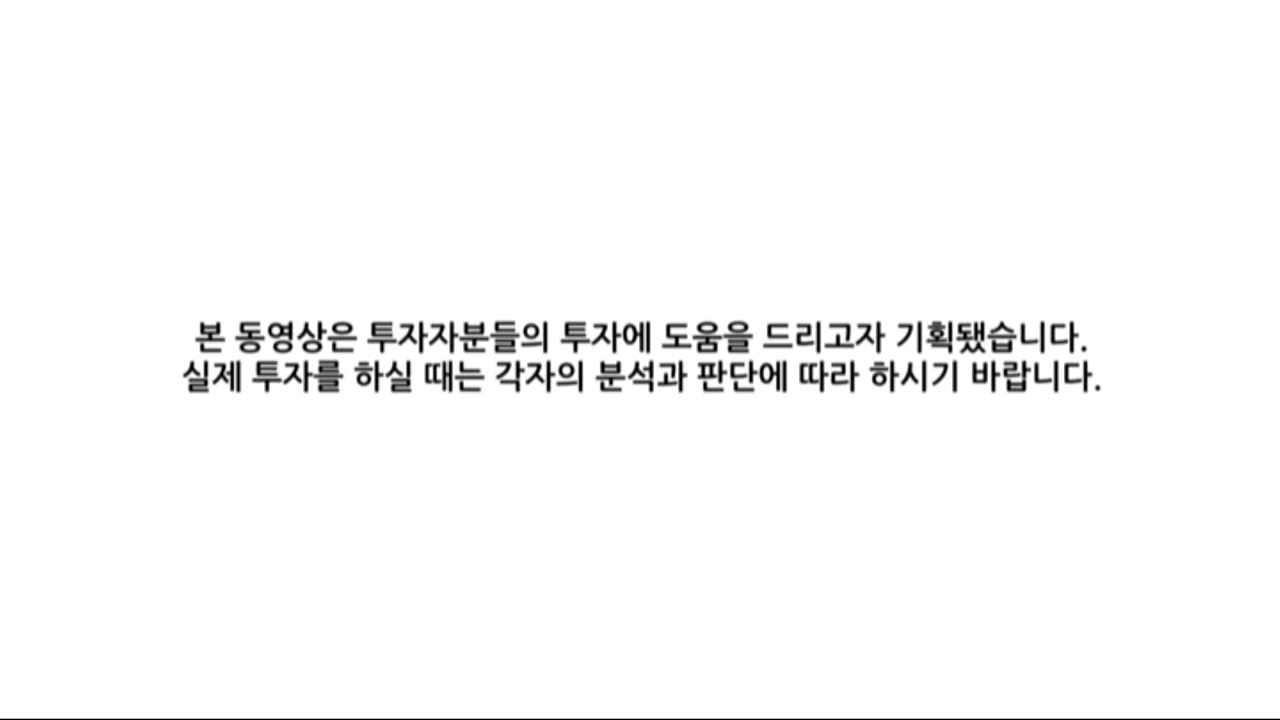 본 동영상은 투자자분들의 투자에 도움을 드리고자 기획됐습니다.
실제 투자를 하실 때는 각자의 분석과 판단에 따라 하시기 바랍니다.